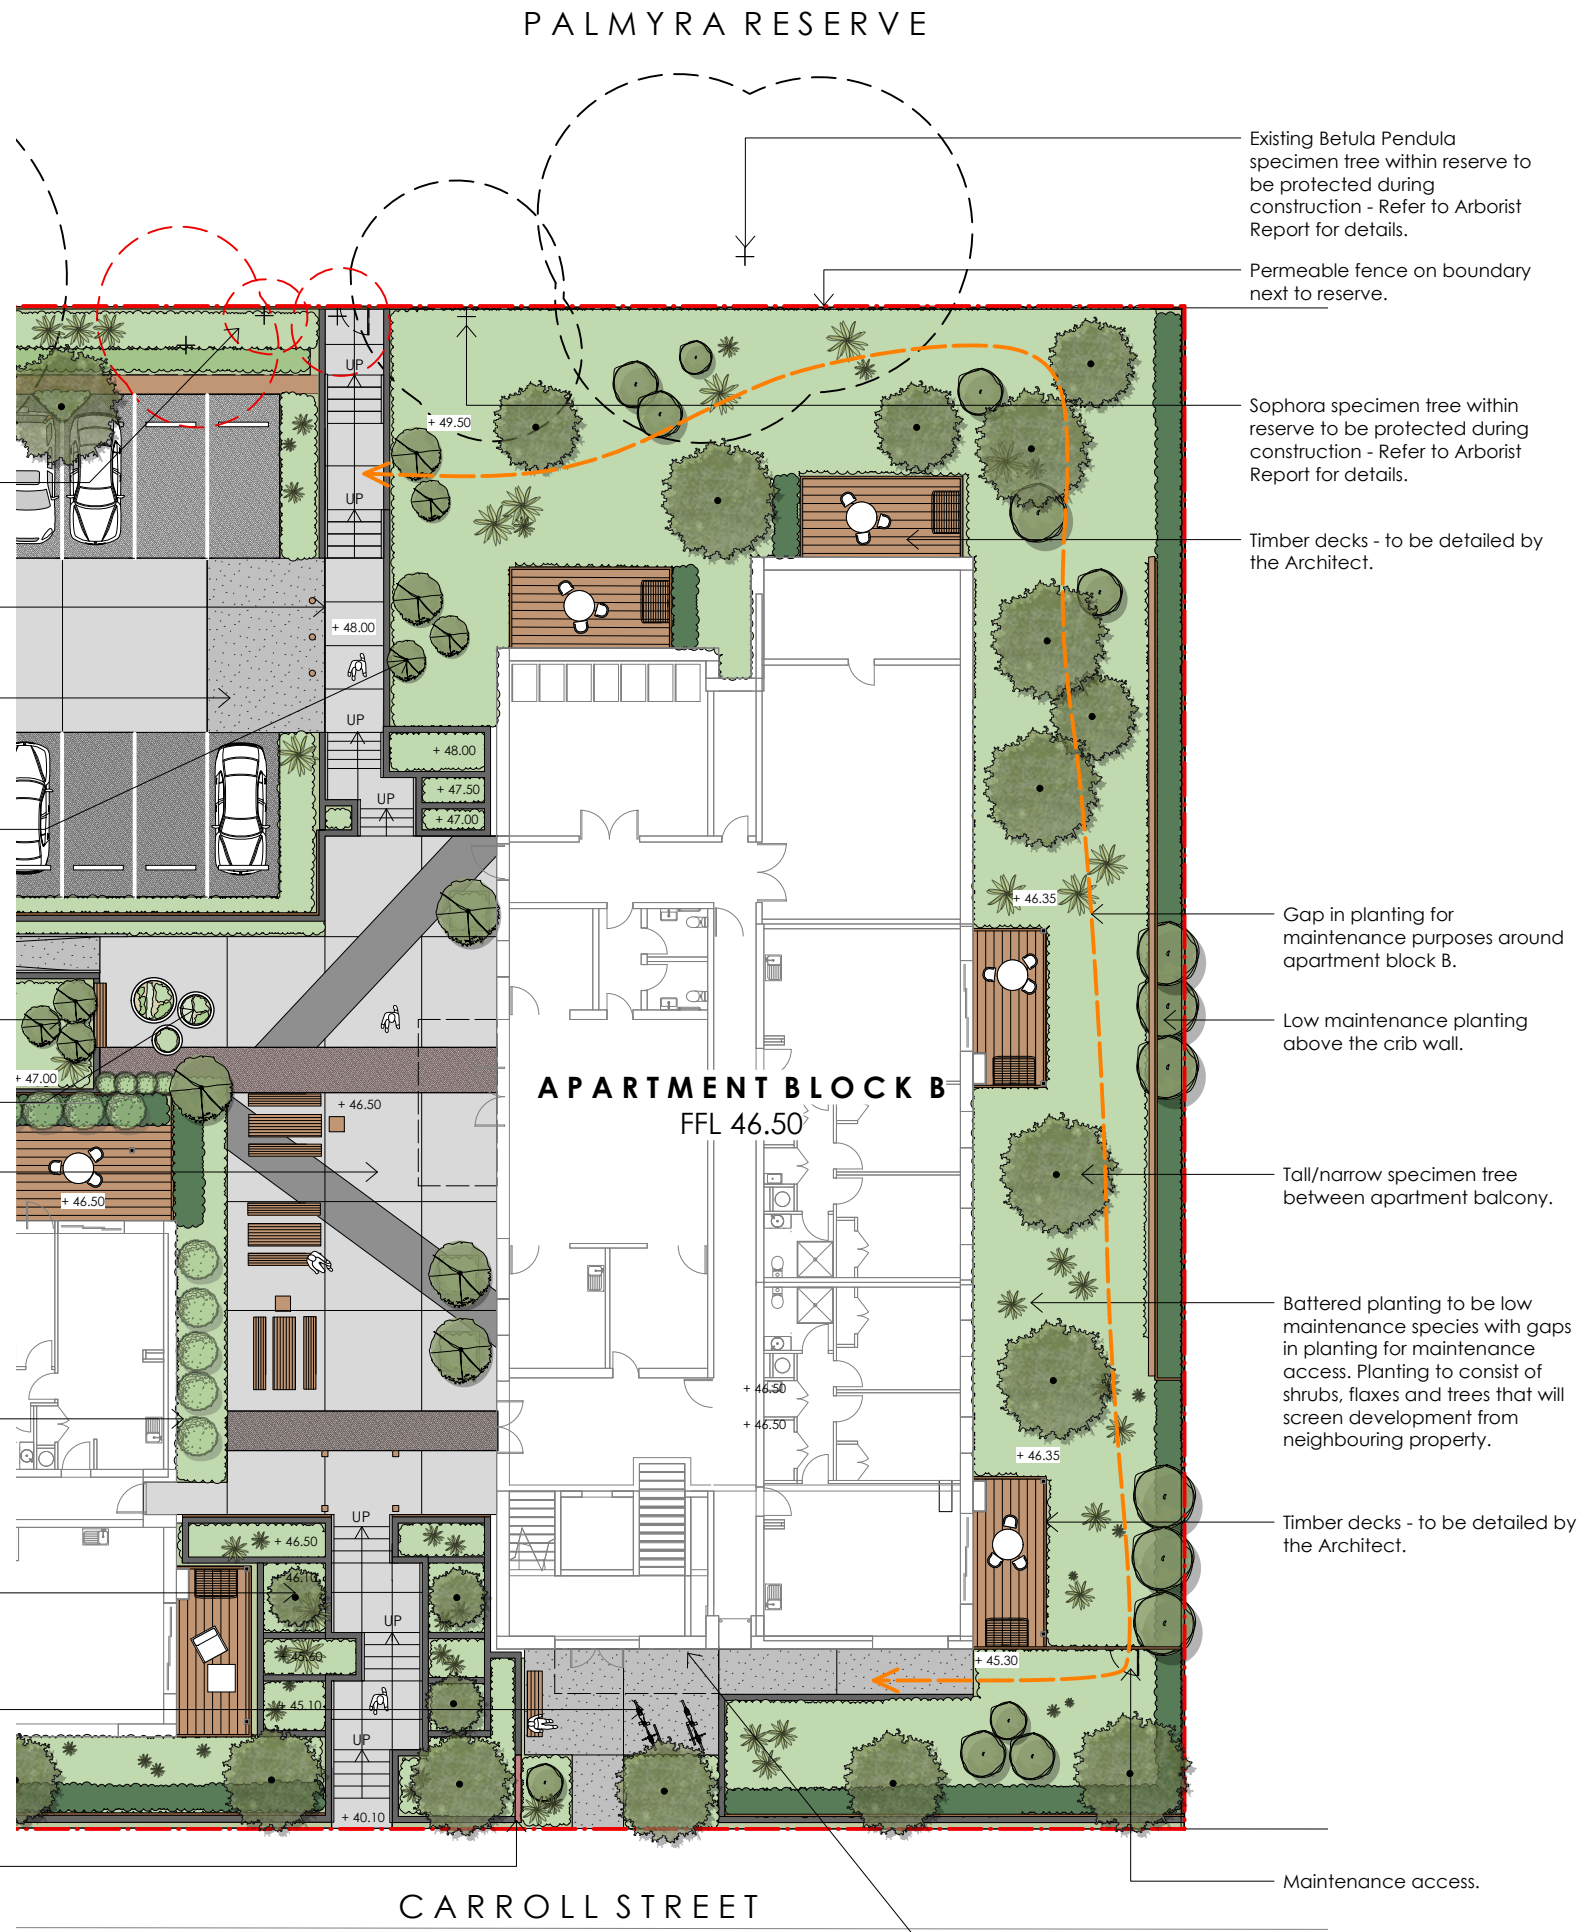 PALMYRA RESERVE
Existing Betula Pendula
specimen tree within reserve to
be protected during
construction - Refer to Arborist
Report for details.
Permeable fence on boundary
next to reserve.
UP
Sophora specimen tree within
reserve to be protected during
construction - Refer to Arborist
Report for details.
+ 49.50
UP
Timber decks - to be detailed by
the Architect.
+ 48.00
UP
+ 48.00
+ 47.50
UP
+ 47.00
+ 46.35
Gap in planting for
maintenance purposes around
apartment block B.
Low maintenance planting
above the crib wall.
+ 47.00
+ 46.50
APARTMENT BLOCK B
FFL 46.50
+ 46.50
Tall/narrow specimen tree
between apartment balcony.
Battered planting to be low
maintenance species with gaps
in planting for maintenance
access. Planting to consist of
shrubs, flaxes and trees that will
screen development from
neighbouring property.
+ 46.50
+ 46.50
+ 46.35
UP
+ 46.50
Timber decks - to be detailed by
the Architect.
+ 46.10
UP
+ 45.60
+ 45.30
+ 45.10
UP
+ 40.10
Maintenance access.
CARROLL STREET